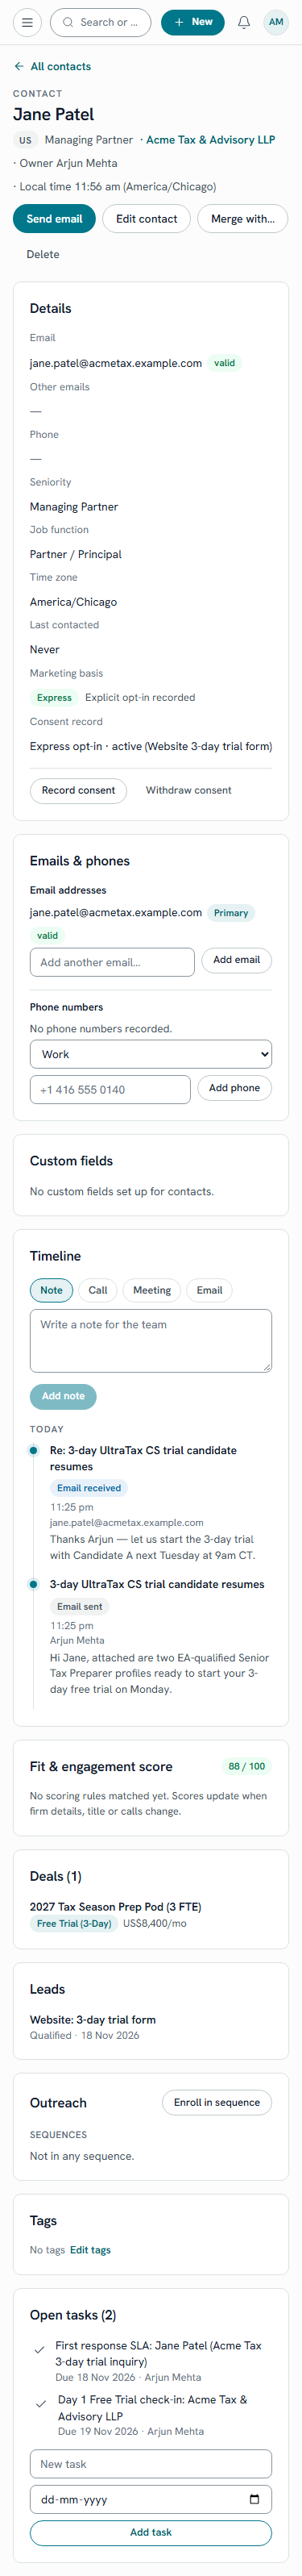 Search or ...
+ New
AM
← All contacts
CONTACT
Jane Patel
US Managing Partner · Acme Tax & Advisory LLP
· Owner Arjun Mehta
· Local time 11:56 am (America/Chicago)
Send email
Edit contact
Merge with...
Delete
Details
Email
jane.patel@acmetax.example.com valid
Other emails
—
Phone
—
Seniority
Managing Partner
Job function
Partner / Principal
Time zone
America/Chicago
Last contacted
Never
Marketing basis
Express Explicit opt-in recorded
Consent record
Express opt-in · active (Website 3-day trial form)
Record consent
Withdraw consent
Emails & phones
Email addresses
jane.patel@acmetax.example.com Primary
valid
Add another email...
Add email
Phone numbers
No phone numbers recorded.
Work
+1 416 555 0140
Add phone
Custom fields
No custom fields set up for contacts.
Timeline
Note
Call
Meeting
Email
Write a note for the team
Add note
TODAY
Re: 3-day UltraTax CS trial candidate
resumes
Email received
11:25 pm
jane.patel@acmetax.example.com
Thanks Arjun — let us start the 3-day trial
with Candidate A next Tuesday at 9am CT.
3-day UltraTax CS trial candidate resumes
Email sent
11:25 pm
Arjun Mehta
Hi Jane, attached are two EA-qualified Senior
Tax Preparer profiles ready to start your 3-
day free trial on Monday.
Fit & engagement score
88 / 100
No scoring rules matched yet. Scores update when
firm details, title or calls change.
Deals (1)
2027 Tax Season Prep Pod (3 FTE)
Free Trial (3-Day) US$8,400/mo
Leads
Website: 3-day trial form
Qualified · 18 Nov 2026
Outreach
Enroll in sequence
SEQUENCES
Not in any sequence.
Tags
No tags Edit tags
Open tasks (2)
First response SLA: Jane Patel (Acme Tax
3-day trial inquiry)
Due 18 Nov 2026 · Arjun Mehta
Day 1 Free Trial check-in: Acme Tax &
Advisory LLP
Due 19 Nov 2026 · Arjun Mehta
New task
dd-mm-yyyy
Add task